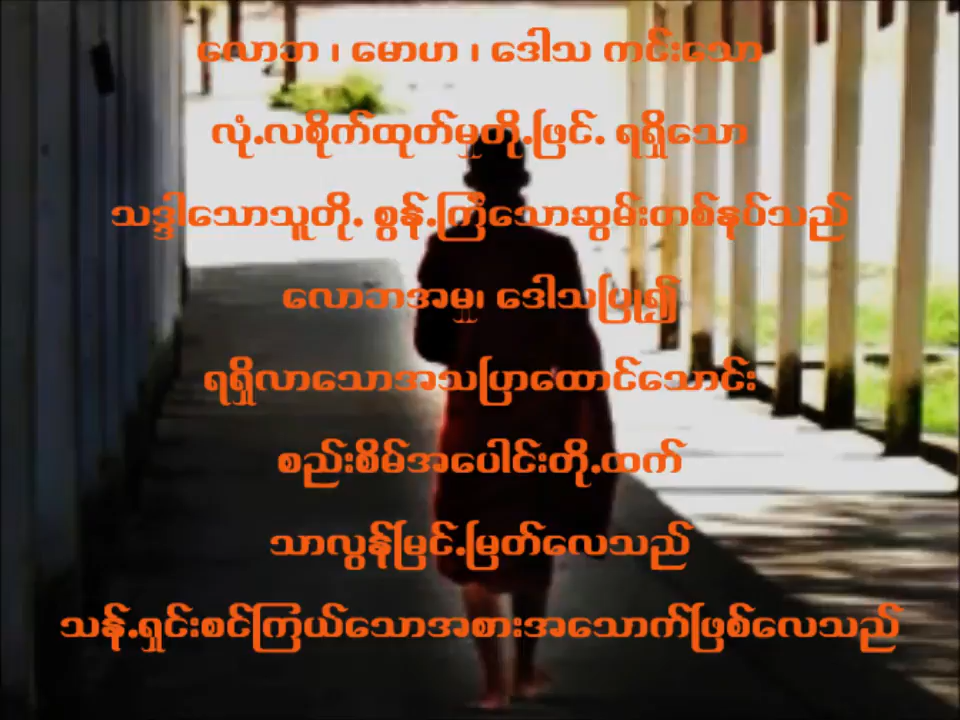 လောဘ ၊ မောဟ ၊ ဒေါသ ကင်းသော
လုံ့လစိုက်ထုတ်မှုတို့ဖြင့် ရရှိသော
သဒ္ဒါသောသူတို့ စွန့်ကြဲသောဆွမ်းတစ်နပ်သည်
လောဘအမှု၊ ဒေါသပြု၍
ရရှိလာသောအသပြာထောင်သောင်း
စည်းစိမ်အပေါင်းတို့ထက်
သာလွန်မြင့်မြတ်လေသည်
သန့်ရှင်းစင်ကြယ်သောအစားအသောက်ဖြစ်လေသည်